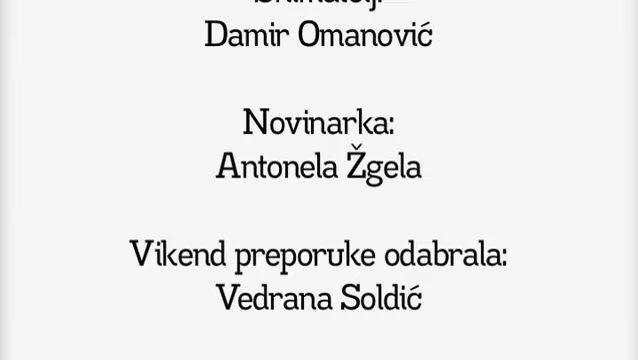 Damir Omanović
Novinarka:
Antonela Žgela
Vikend preporuke odabrala:
Vedrana Soldić